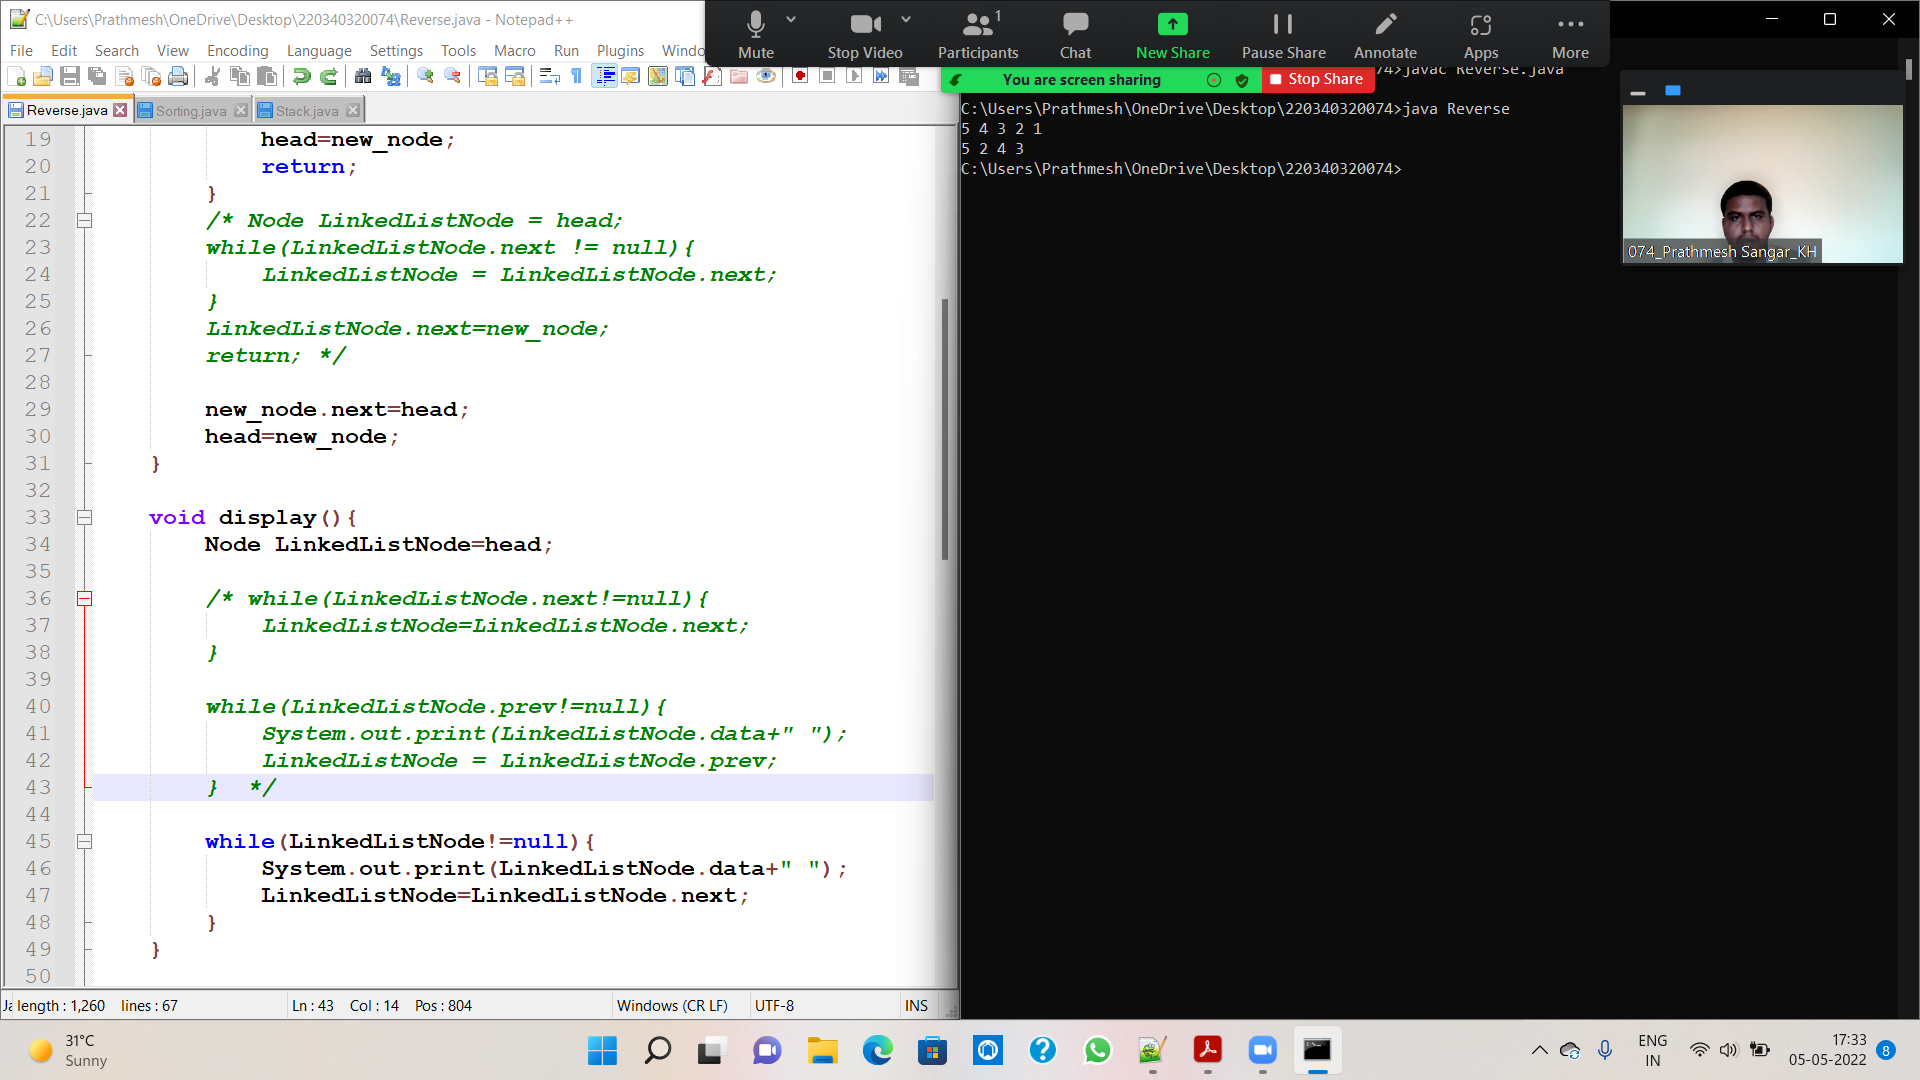 C:\Users\Prathmesh\OneDrive\Desktop\220340320074\Reverse.java - Notepad++
File Edit Search View Encoding Language Settings Tools Macro Run Plugins
Mute
Stop Video
1
Participants
Chat
New Share
Pause Share
Annotate
Apps
More
You are screen sharing
Stop Share
Reverse.java
Sorting.java
Stack.java
19 head=new_node;
20 return;
21 }
22 /* Node LinkedListNode = head;
23 while(LinkedListNode.next != null){
24 LinkedListNode = LinkedListNode.next;
25 }
26 LinkedListNode.next=new_node;
27 return; */
28
29 new_node.next=head;
30 head=new_node;
31 }
32
33 void display(){
34 Node LinkedListNode=head;
35
36 /* while(LinkedListNode.next!=null){
37 LinkedListNode=LinkedListNode.next;
38 }
39
40 while(LinkedListNode.prev!=null){
41 System.out.print(LinkedListNode.data+" ");
42 LinkedListNode = LinkedListNode.prev;
43 } */
44
45 while(LinkedListNode!=null){
46 System.out.print(LinkedListNode.data+" ");
47 LinkedListNode=LinkedListNode.next;
48 }
49 }
50
length : 1,260 lines : 67 Ln : 43 Col : 14 Pos : 804 Windows (CR LF) UTF-8 INS
74>javac Reverse.java
C:\Users\Prathmesh\OneDrive\Desktop\220340320074>java Reverse
5 4 3 2 1
5 2 4 3
C:\Users\Prathmesh\OneDrive\Desktop\220340320074>
074_Prathmesh Sangar_KH
31°C
Sunny
ENG
IN
17:33
05-05-2022
8